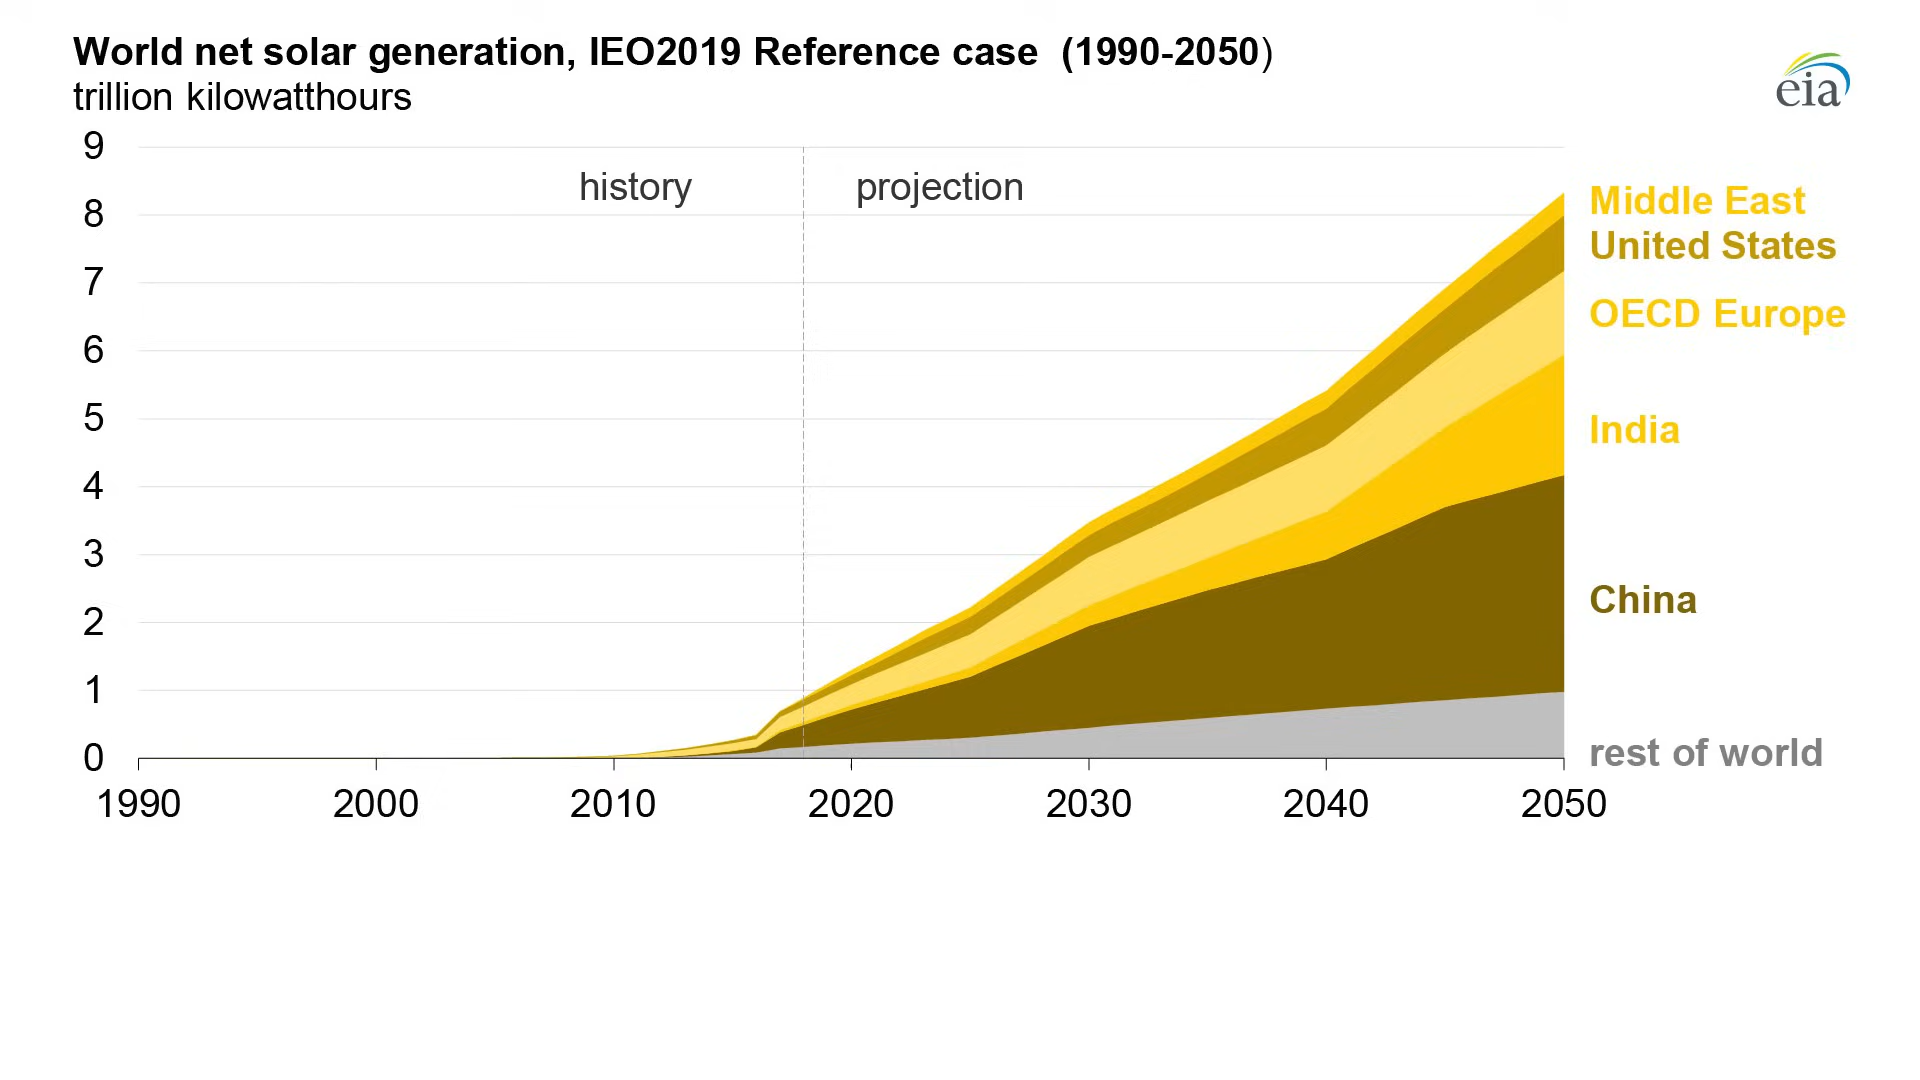 World net solar generation, IEO2019 Reference case (1990-2050)
trillion kilowatthours
eia
9
history
projection
8
7
6
5
4
3
2
1
0
Middle East
United States
OECD Europe
India
China
rest of world
1990 2000 2010 2020 2030 2040 2050